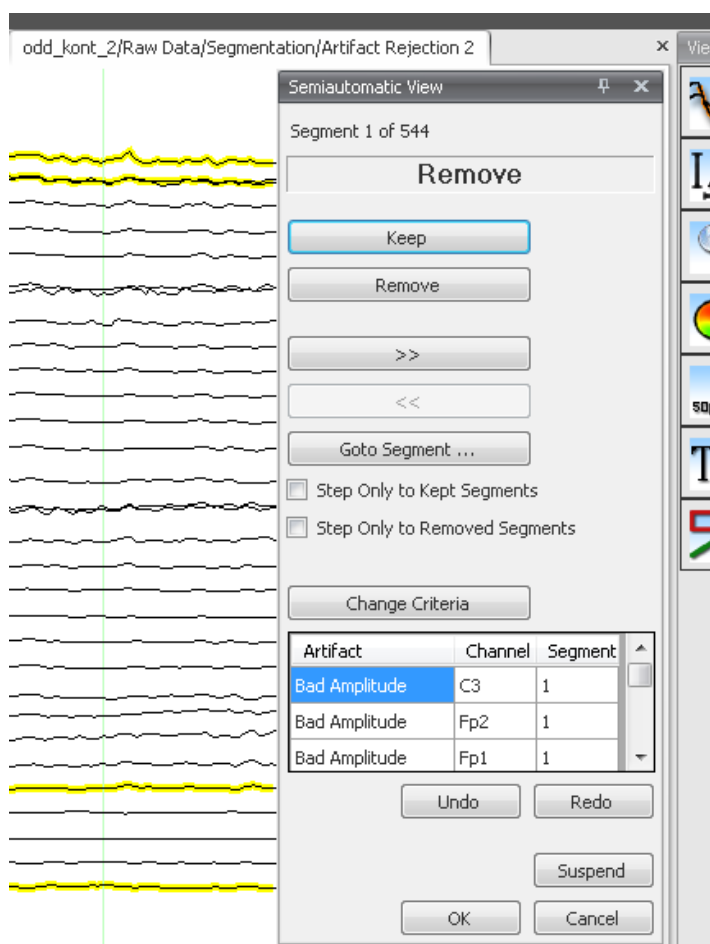 odd_kont_2/Raw Data/Segmentation/Artifact Rejection 2
Semiautomatic View
Segment 1 of 544
Remove
Keep
Remove
>>
<<
Goto Segment ...
Step Only to Kept Segments
Step Only to Removed Segments
Change Criteria
Artifact Channel Segment
Bad Amplitude C3 1
Bad Amplitude Fp2 1
Bad Amplitude Fp1 1
Undo Redo
Suspend
OK Cancel